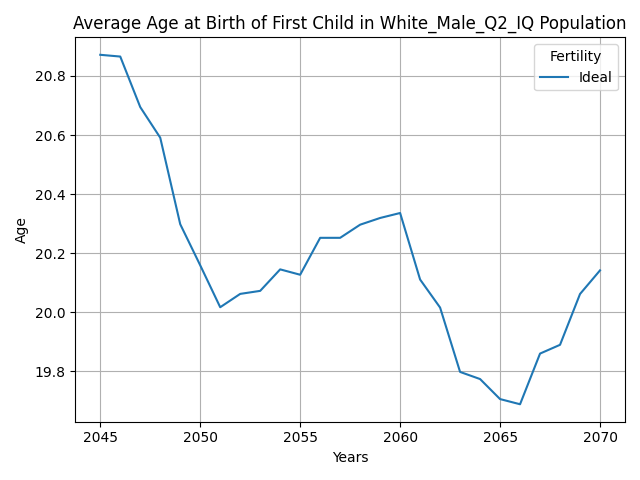 Average Age at Birth of First Child in White_Male_Q2_IQ Population
Fertility
Ideal
20.8
20.6
20.4
20.2
20.0
19.8
Age
2045
2050
2055
2060
2065
2070
Years